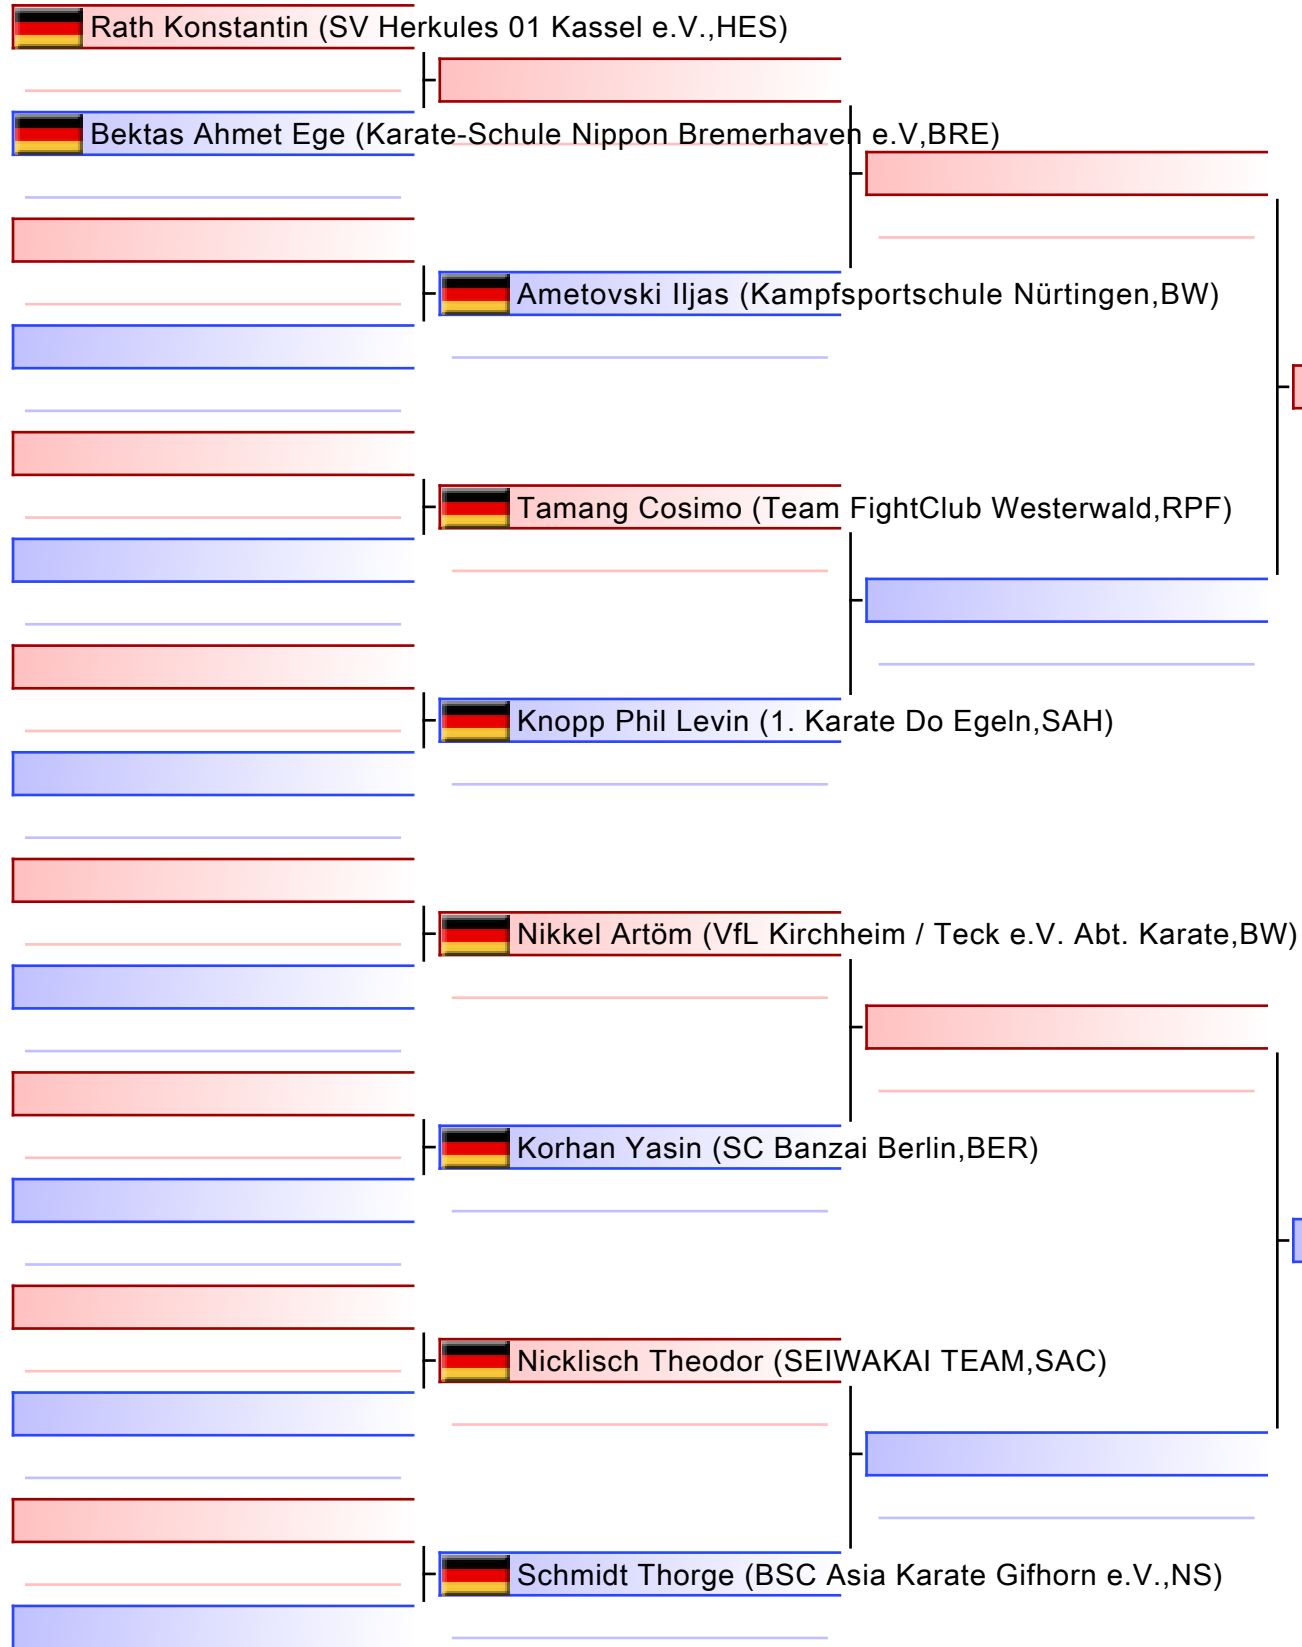 Rath Konstantin (SV Herkules 01 Kassel e.V.,HES)
Bektas Ahmet Ege (Karate-Schule Nippon Bremerhaven e.V,BRE)
Ametovski Iljas (Kampfsportschule Nürtingen,BW)
Tamang Cosimo (Team FightClub Westerwald,RPF)
Knopp Phil Levin (1. Karate Do Egeln,SAH)
Nikkel Artöm (VfL Kirchheim / Teck e.V. Abt. Karate,BW)
Korhan Yasin (SC Banzai Berlin,BER)
Nicklisch Theodor (SEIWAKAI TEAM,SAC)
Schmidt Thorge (BSC Asia Karate Gifhorn e.V.,NS)